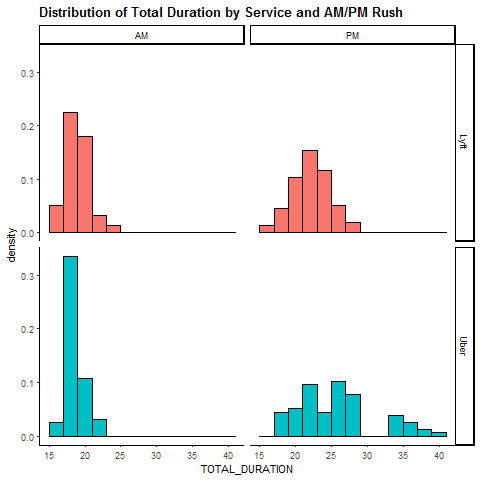 Distribution of Total Duration by Service and AM/PM Rush
AM
PM
0.3
0.2
0.1
0.0
Lyft
density
0.3
0.2
0.1
0.0
Uber
15 20 25 30 35 40
15 20 25 30 35 40
TOTAL_DURATION